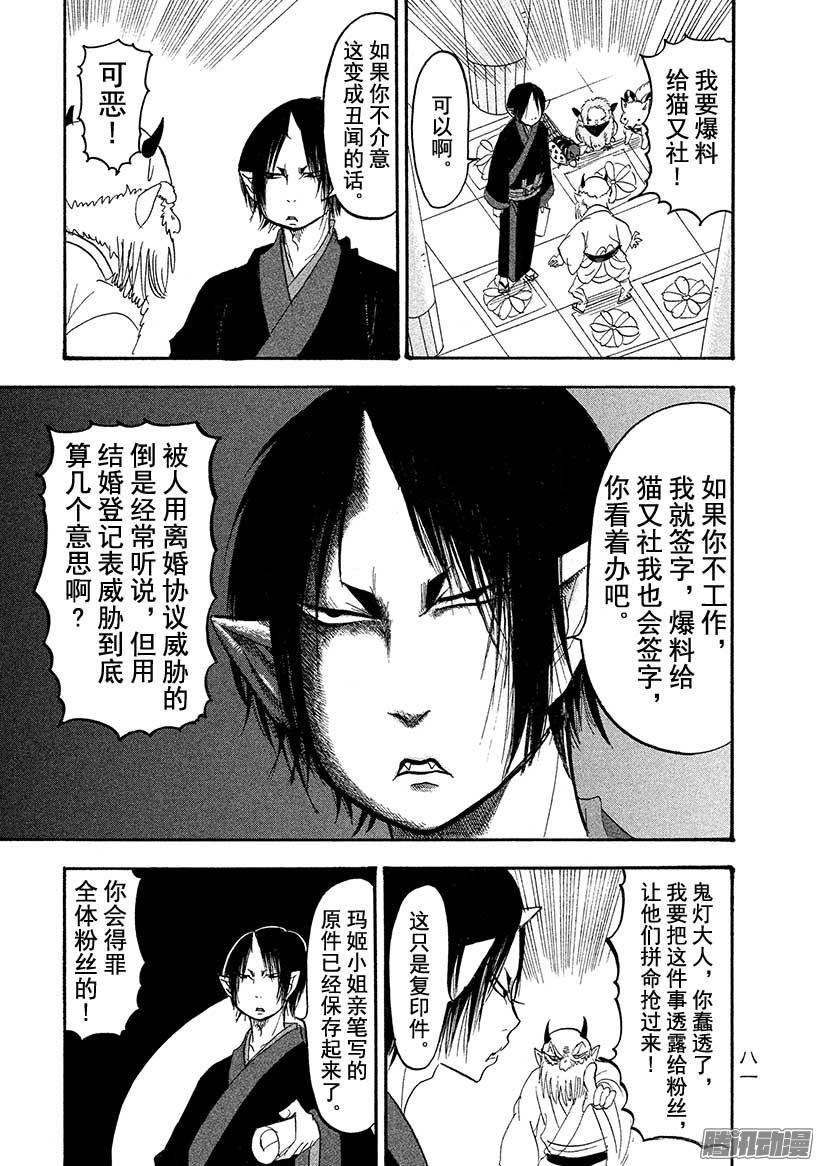 我要爆料
给猫又社！
可以啊。
如果你不介意
这变成丑闻的话。
可恶！
如果你不工作，
我就签字，爆料给
猫又社我也会签字，
你看着办吧。
被人用离婚协议威胁的
倒是经常听说，但用
结婚登记表威胁到底
算几个意思啊？
鬼灯大人，你蠢透了，
我要把这件事透露给粉丝，
让他们拼命抢过来！
这只是复印件。
玛姬小姐亲笔写的
原件已经保存起来了。
你会得罪
全体粉丝的！
八一
腾讯动漫